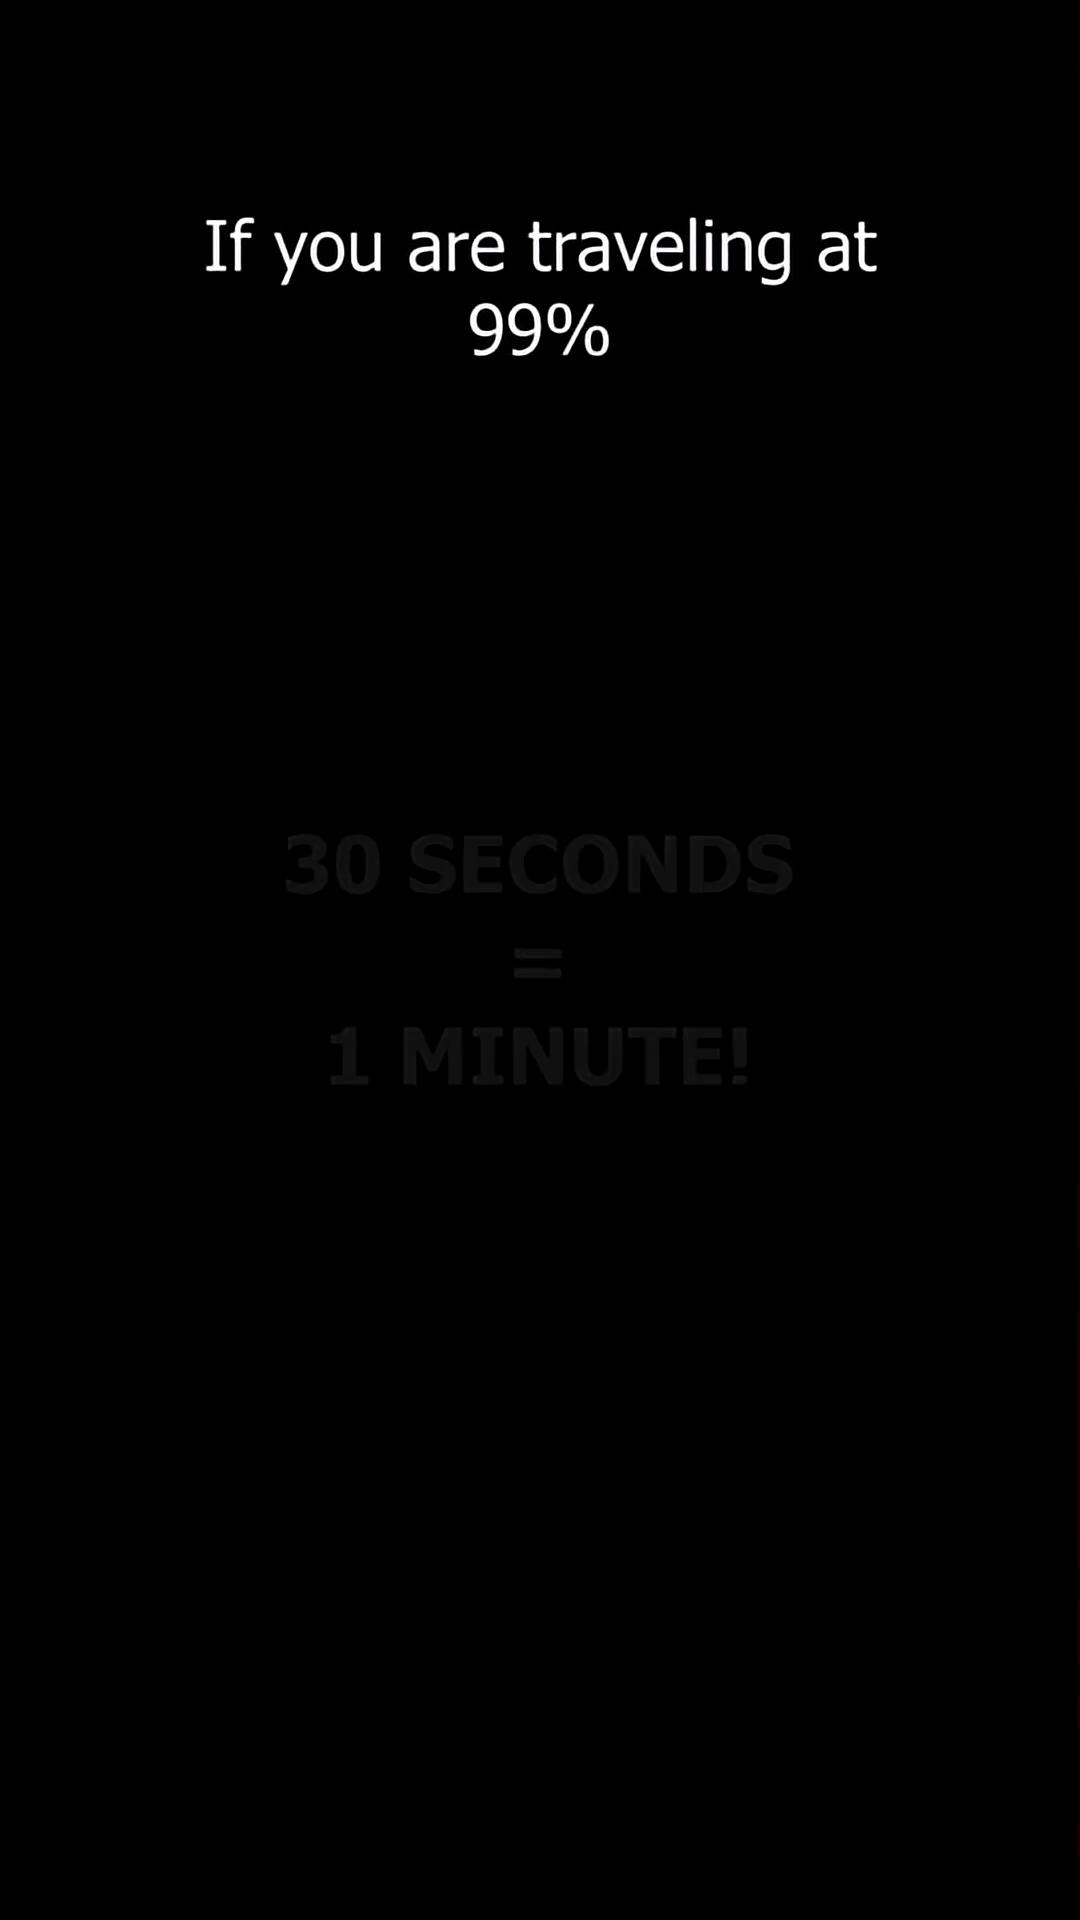 If you are traveling at
99%
30 SECONDS
=
1 MINUTE!